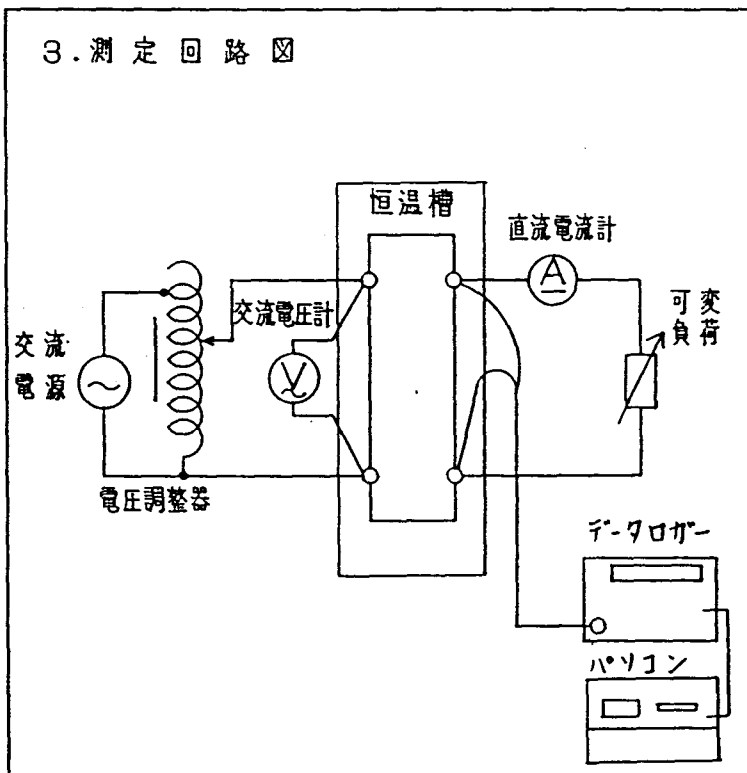 3.測定回路図
恒温槽
直流電流計
A
可変
負荷
交流電圧計
V
交流
電源
電圧調整器
データロガー
パソコン